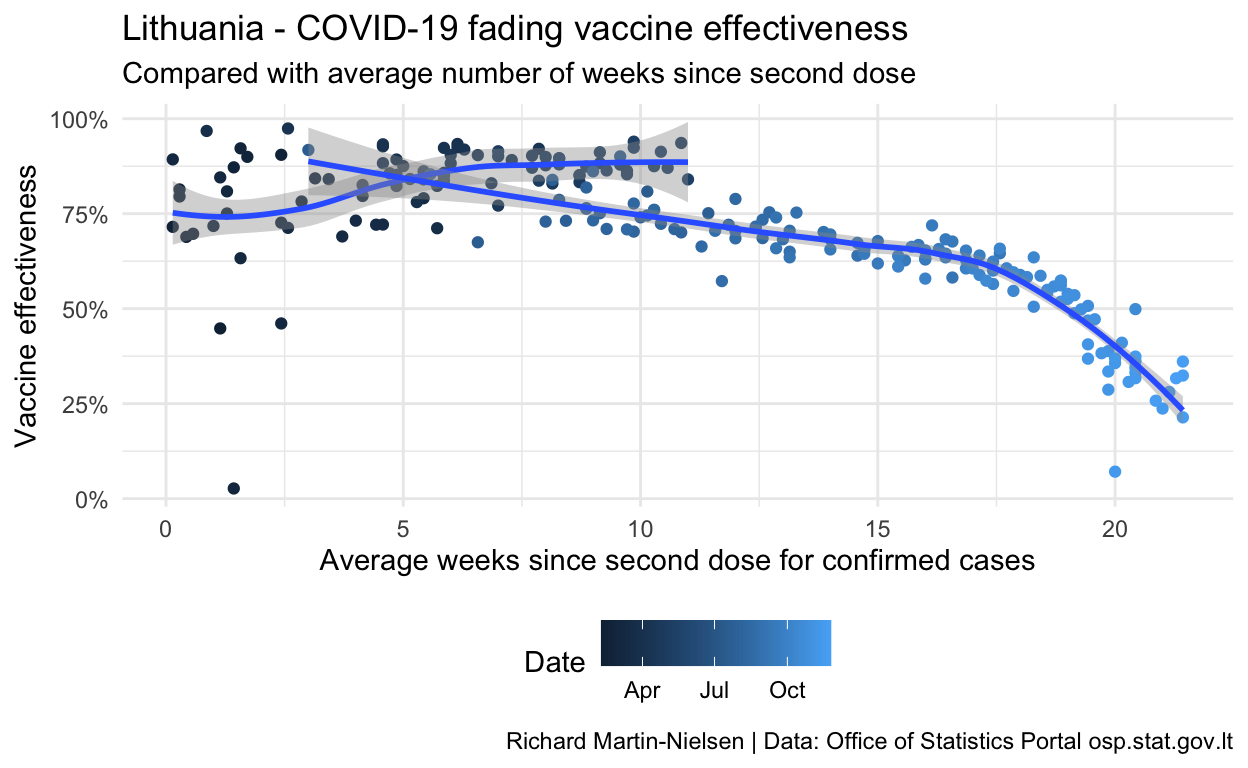 Lithuania - COVID-19 fading vaccine effectiveness
Compared with average number of weeks since second dose
Vaccine effectiveness
100%
75%
50%
25%
0%
0 5 10 15 20
Average weeks since second dose for confirmed cases
Date
Apr Jul Oct
Richard Martin-Nielsen | Data: Office of Statistics Portal osp.stat.gov.lt